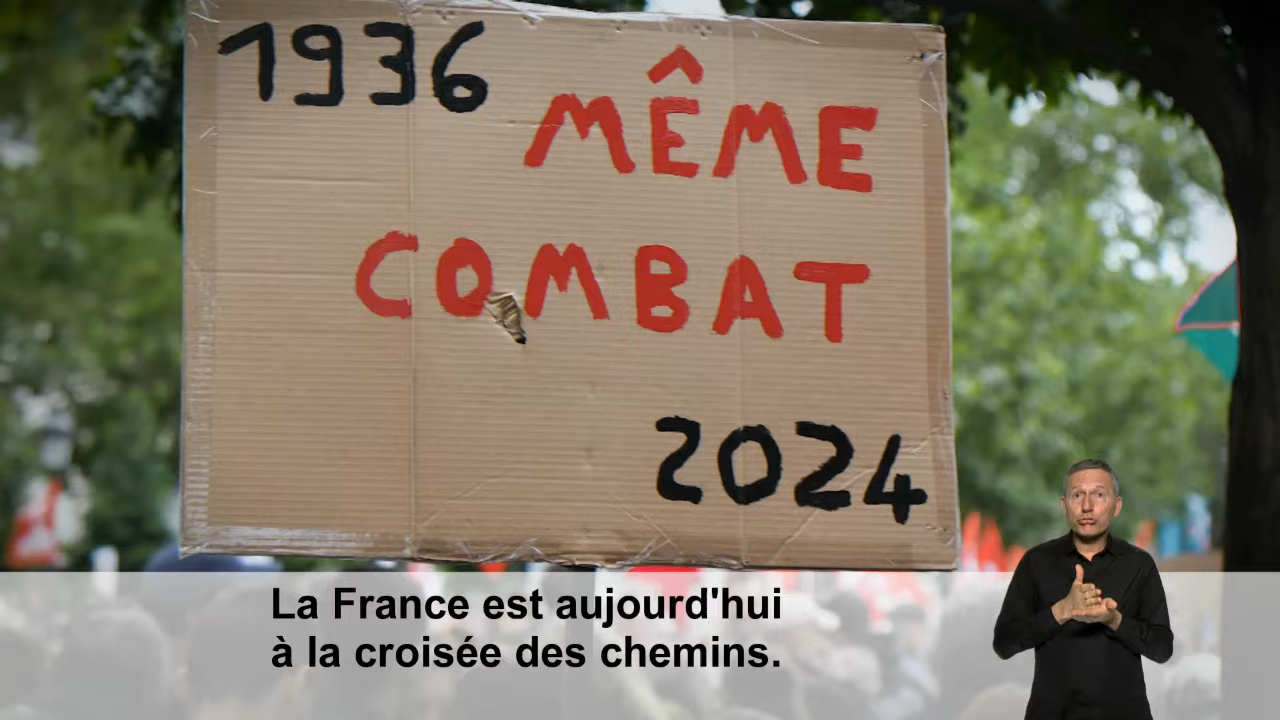 1936
MÊME
COMBAT
2024
La France est aujourd'hui
à la croisée des chemins.